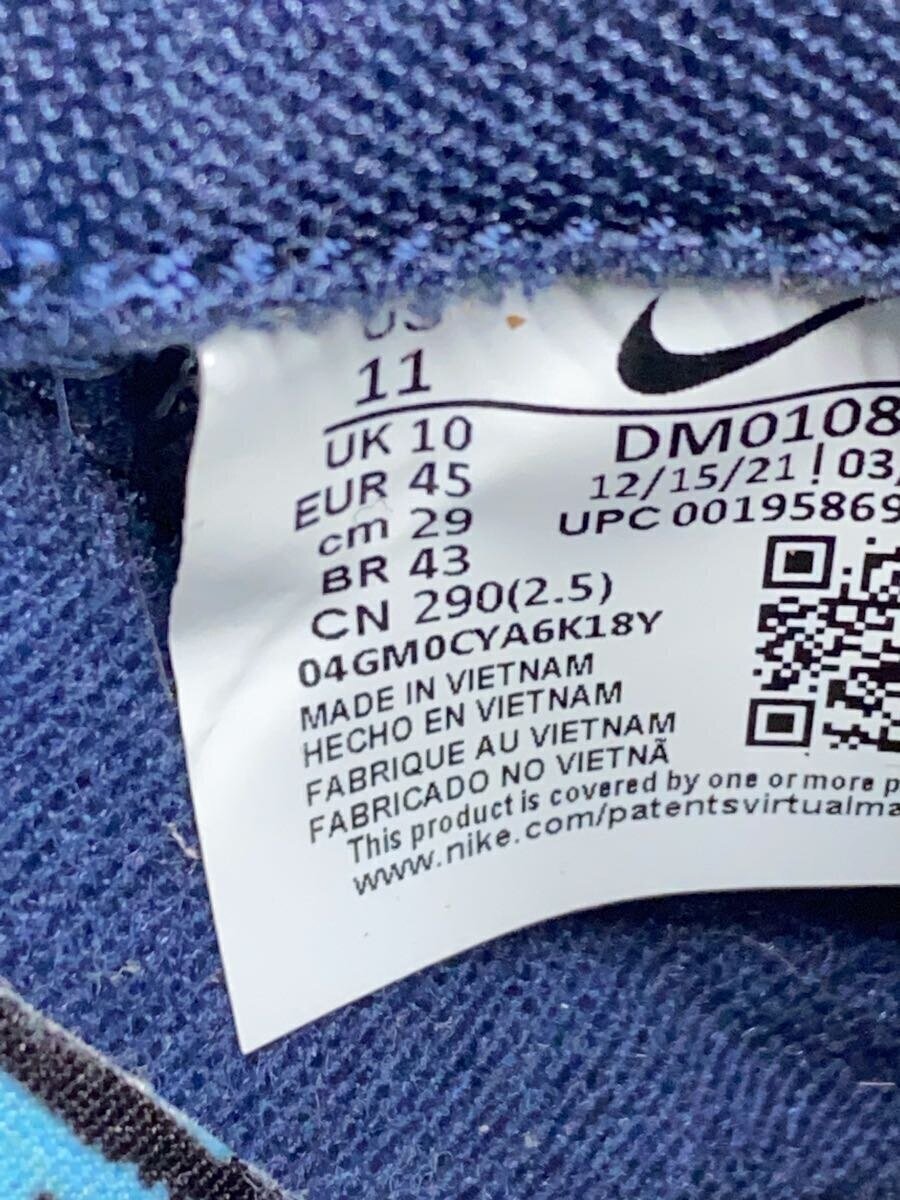 US
11
UK 10
EUR 45
cm 29
BR 43
CN 290(2.5)
04GM0CYA6K18Y
MADE IN VIETNAM
HECHO EN VIETNAM
FABRIQUE AU VIETNAM
FABRICADO NO VIETNÃ
This product is covered by one or more p
www.nike.com/patentsvirtualma
DM0108
12/15/21 ! 03/
UPC 00195869